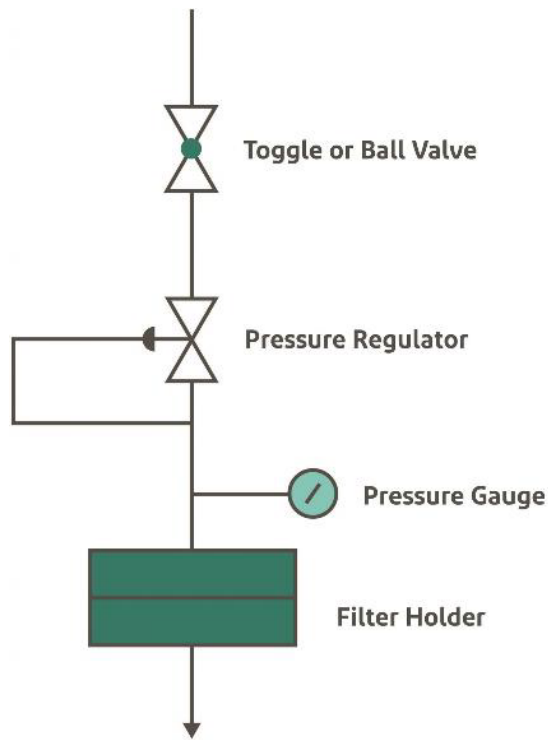 Toggle or Ball Valve
Pressure Regulator
Pressure Gauge
Filter Holder